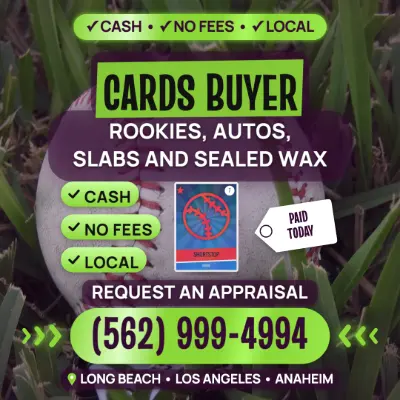 ✓CASH • ✓NO FEES • ✓LOCAL
CARDS BUYER
ROOKIES, AUTOS,
SLABS AND SEALED WAX
✓ CASH
✓ NO FEES
✓ LOCAL
PAID
TODAY
REQUEST AN APPRAISAL
(562) 999-4994
LONG BEACH • LOS ANGELES • ANAHEIM